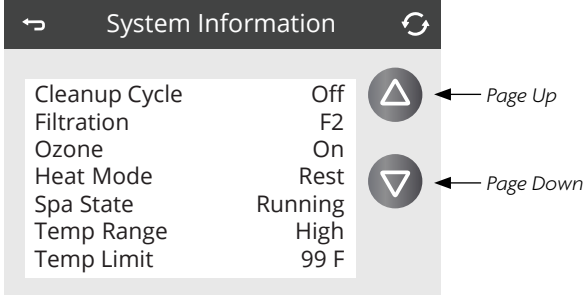 System Information
Cleanup Cycle Off
Filtration F2
Ozone On
Heat Mode Rest
Spa State Running
Temp Range High
Temp Limit 99 F
Page Up
Page Down